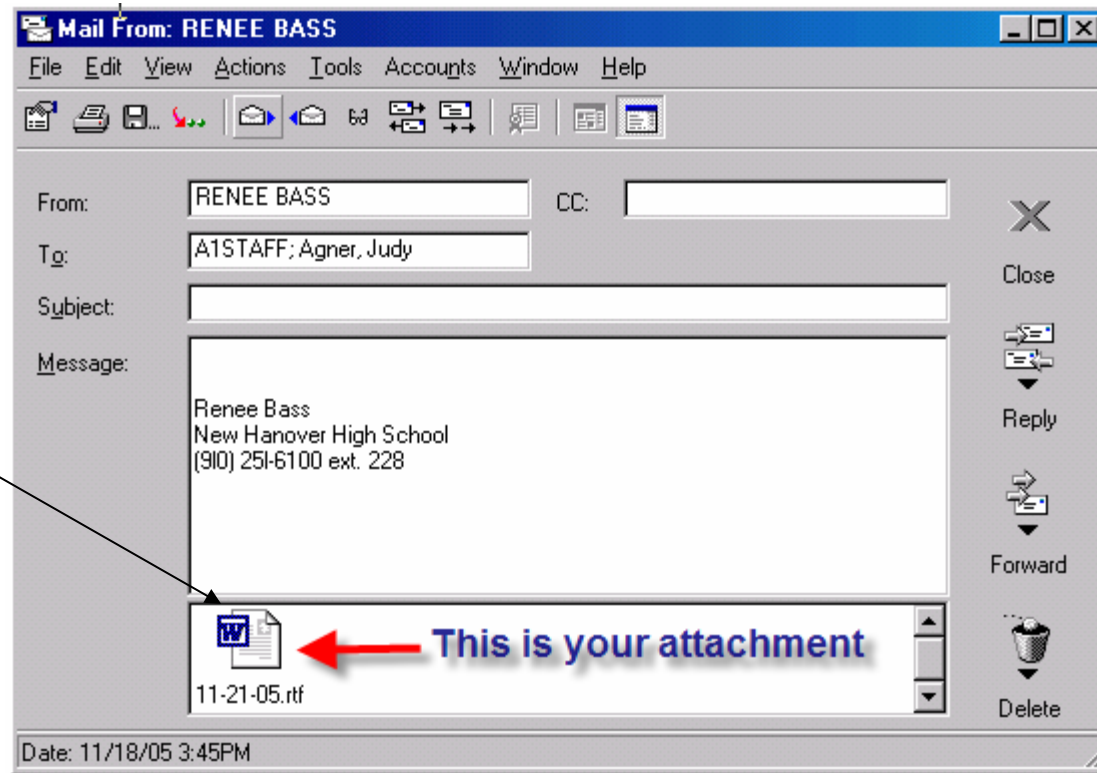 Mail From: RENEE BASS
File Edit View Actions Tools Accounts Window Help
From: RENEE BASS CC:
To: A1STAFF; Agner, Judy
Close
Subject:
Message:
Renee Bass
New Hanover High School
(9l0) 25l-6100 ext. 228
Reply
Forward
W
This is your attachment
11-21-05.rtf
Delete
Date: 11/18/05 3:45PM